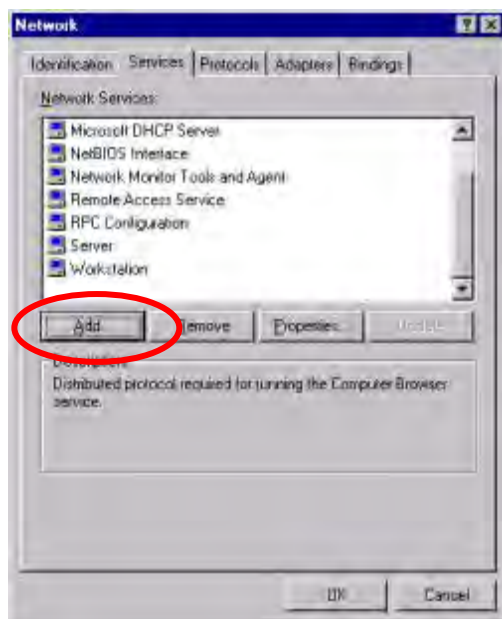 Network
Identification Services Protocols Adapters Bindings
Network Services:
Microsoft DHCP Server
NetBIOS Interface
Network Monitor Tools and Agent
Remote Access Service
RPC Configuration
Server
Workstation
Add... Remove Properties... Update
Description:
Distributed protocol required for running the Computer Browser
service.
OK Cancel